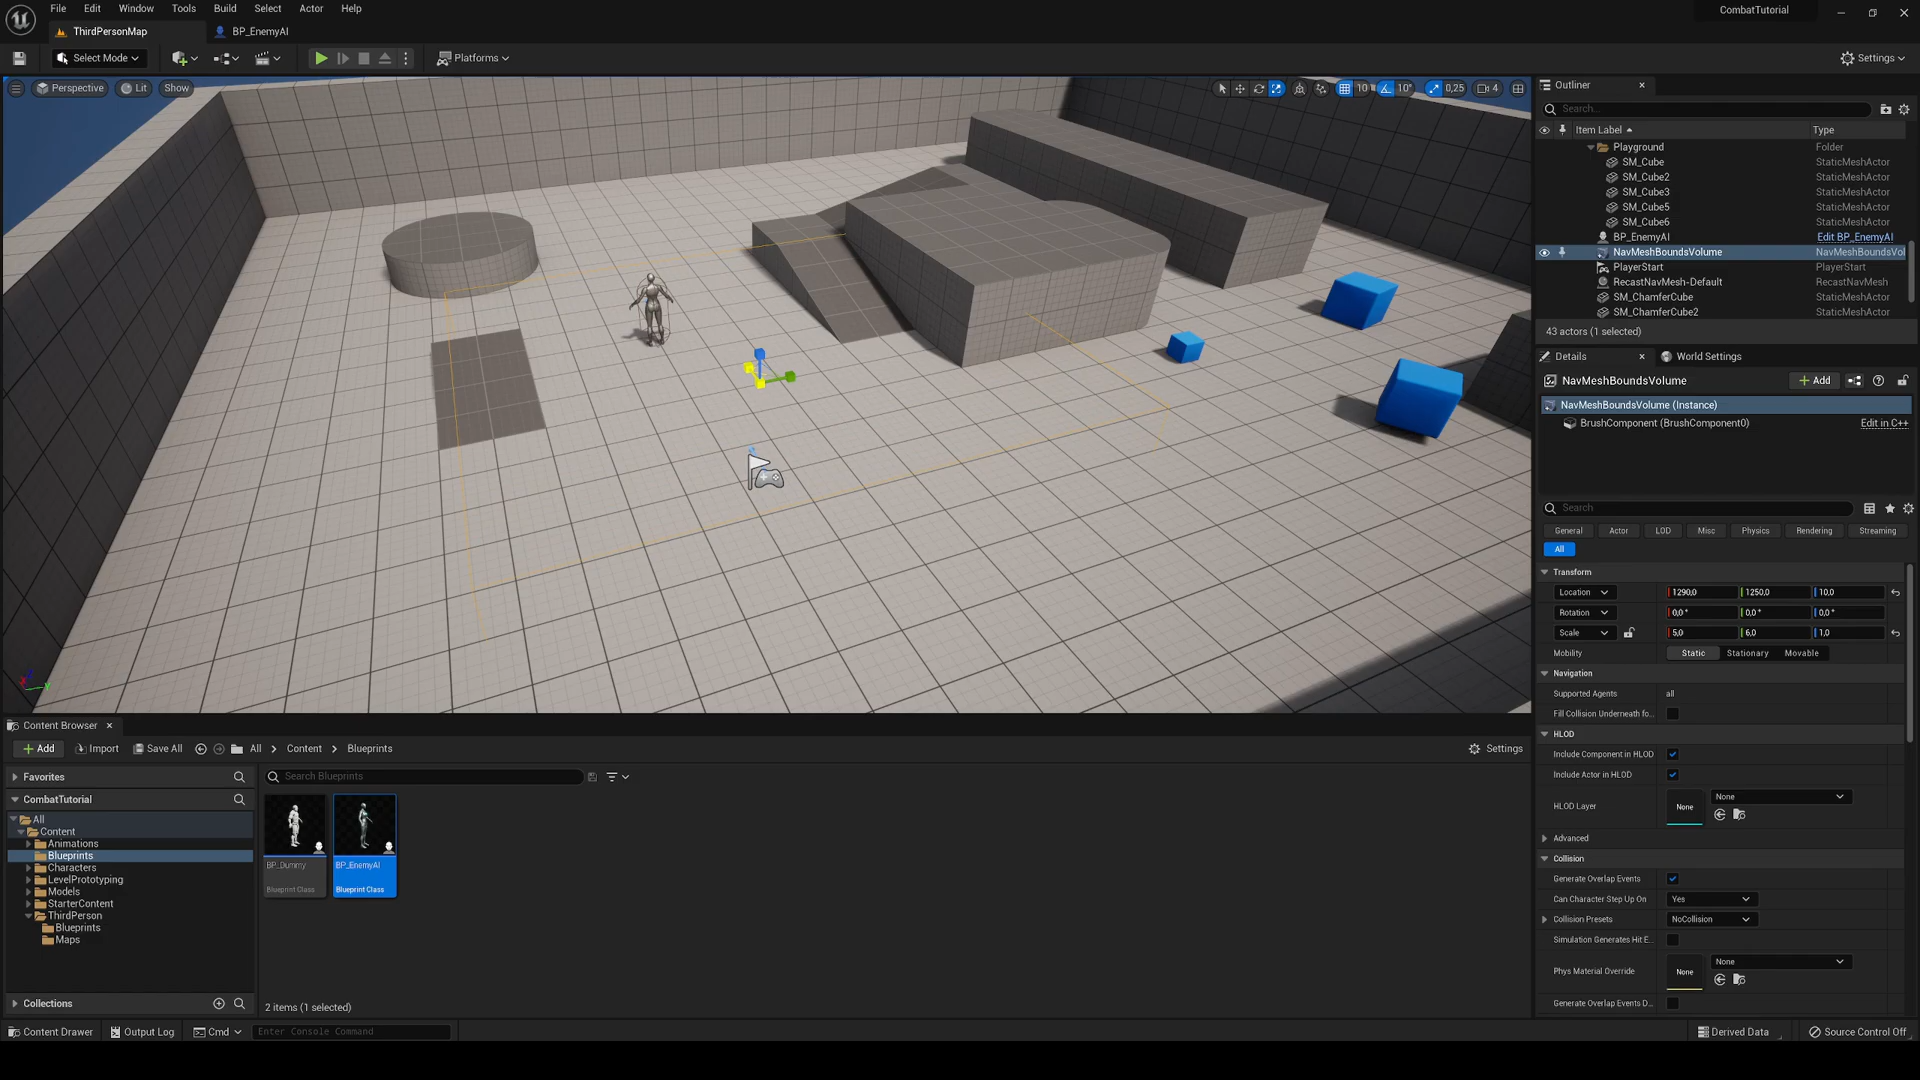 File Edit Window Tools Build Select Actor Help
CombatTutorial
ThirdPersonMap
BP_EnemyAI
Select Mode
Platforms
Settings
Perspective
Lit
Show
10
10°
0,25
4
Outliner
Search...
Item Label
Type
Playground
Folder
SM_Cube
StaticMeshActor
SM_Cube2
StaticMeshActor
SM_Cube3
StaticMeshActor
SM_Cube5
StaticMeshActor
SM_Cube6
StaticMeshActor
BP_EnemyAI
Edit BP_EnemyAI
NavMeshBoundsVolume
NavMeshBoundsVol
PlayerStart
PlayerStart
RecastNavMesh-Default
RecastNavMesh
SM_ChamferCube
StaticMeshActor
SM_ChamferCube2
StaticMeshActor
43 actors (1 selected)
Details
World Settings
NavMeshBoundsVolume
Add
NavMeshBoundsVolume (Instance)
BrushComponent (BrushComponent0)
Edit in C++
Search
General
Actor
LOD
Misc
Physics
Rendering
Streaming
All
Transform
Location
1290,0
1250,0
10,0
Rotation
0,0 °
0,0 °
0,0 °
Scale
5,0
6,0
1,0
Mobility
Static
Stationary
Movable
Navigation
Supported Agents
all
Fill Collision Underneath fo...
HLOD
Include Component in HLOD
Include Actor in HLOD
HLOD Layer
None
None
Advanced
Collision
Generate Overlap Events
Can Character Step Up On
Yes
Collision Presets
NoCollision
Simulation Generates Hit E...
Phys Material Override
None
None
Generate Overlap Events D...
X
Y
Content Browser
Add
Import
Save All
All
Content
Blueprints
Settings
Favorites
Search Blueprints
CombatTutorial
All
Content
Animations
Blueprints
Characters
LevelPrototyping
Models
StarterContent
ThirdPerson
Blueprints
Maps
Collections
BP_Dummy
Blueprint Class
BP_EnemyAI
Blueprint Class
2 items (1 selected)
Content Drawer
Output Log
Cmd
Enter Console Command
Derived Data
Source Control Off